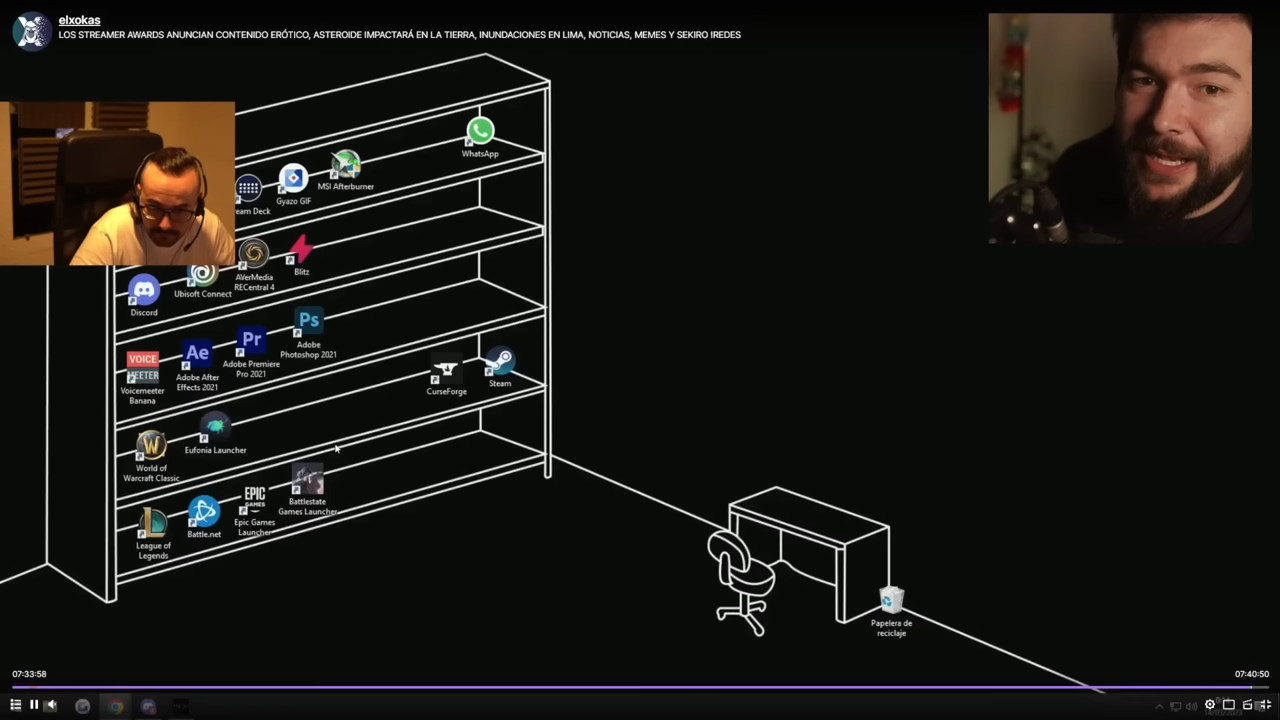 elxokas
LOS STREAMER AWARDS ANUNCIAN CONTENIDO ERÓTICO, ASTEROIDE IMPACTARÁ EN LA TIERRA, INUNDACIONES EN LIMA, NOTICIAS, MEMES Y SEKIRO !REDES
WhatsApp
MSI Afterburner
Gyazo GIF
eam Deck
Blitz
AVerMedia
RECentral 4
Ubisoft Connect
Discord
Ps
Adobe
Photoshop 2021
Pr
Adobe Premiere
Pro 2021
Ae
Adobe After
Effects 2021
VOICE
MEETER
Voicemeeter
Banana
CurseForge
Steam
Eufonia Launcher
W
World of
Warcraft Classic
Battlestate
Games Launcher
EPIC
GAMES
Epic Games
Launcher
Battle.net
L
League of
Legends
Papelera de
reciclaje
07:33:58
07:40:50